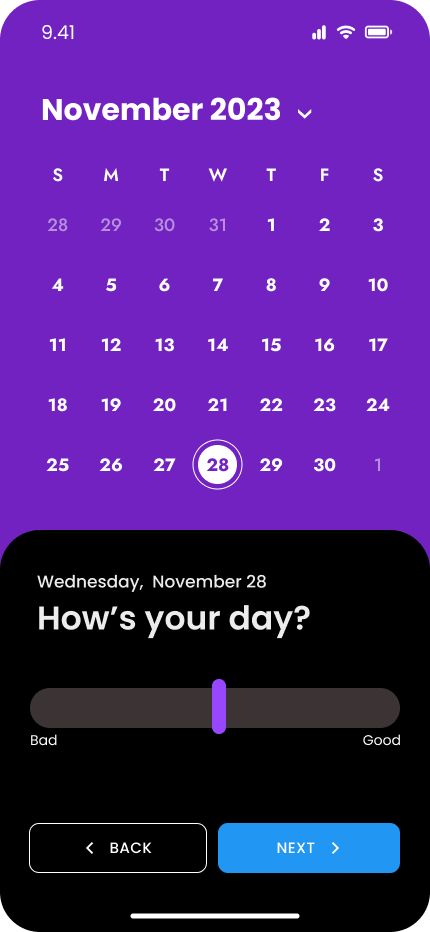 9.41
November 2023
S M T W T F S
28 29 30 31 1 2 3
4 5 6 7 8 9 10
11 12 13 14 15 16 17
18 19 20 21 22 23 24
25 26 27 28 29 30 1
Wednesday, November 28
How's your day?
Bad Good
BACK NEXT